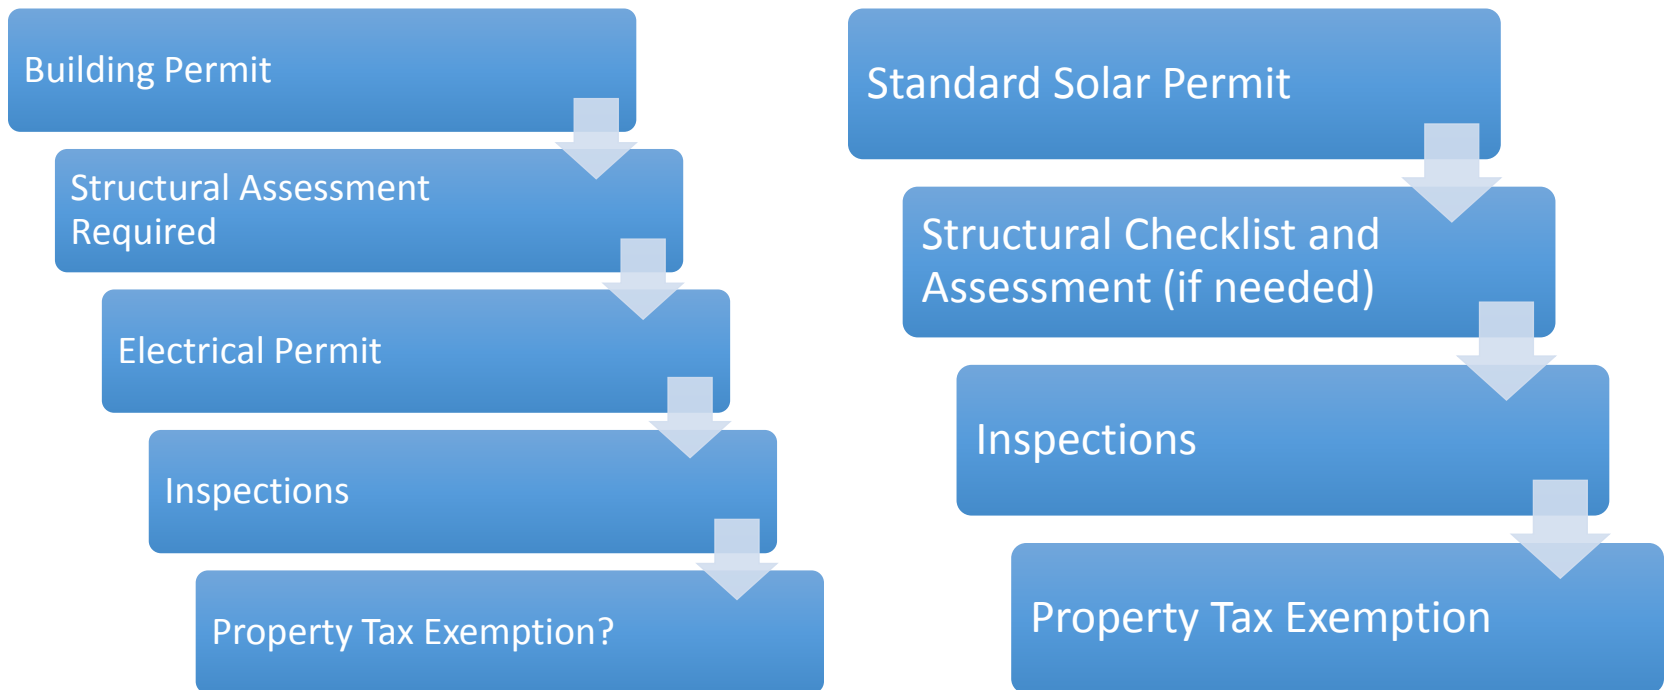 Building Permit
Structural Assessment
Required
Electrical Permit
Inspections
Property Tax Exemption?
Standard Solar Permit
Structural Checklist and
Assessment (if needed)
Inspections
Property Tax Exemption